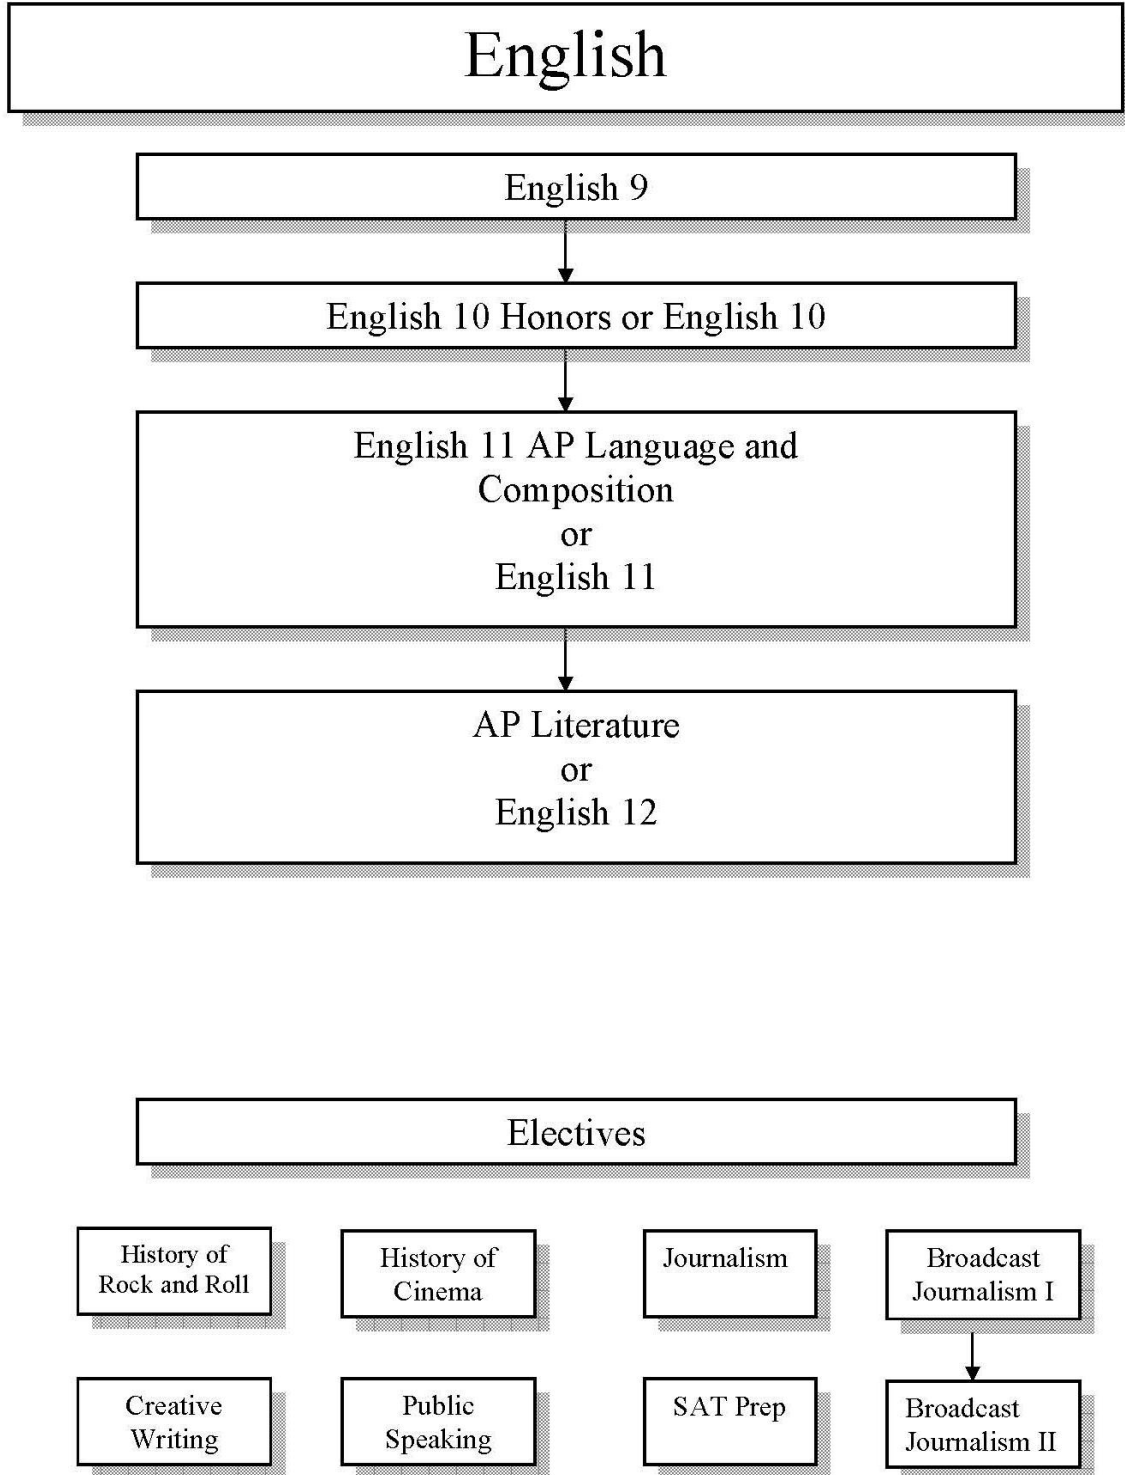 English
English 9
English 10 Honors or English 10
English 11 AP Language and
Composition
or
English 11
AP Literature
or
English 12
Electives
History of
Rock and Roll
History of
Cinema
Journalism
Broadcast
Journalism I
Creative
Writing
Public
Speaking
SAT Prep
Broadcast
Journalism II